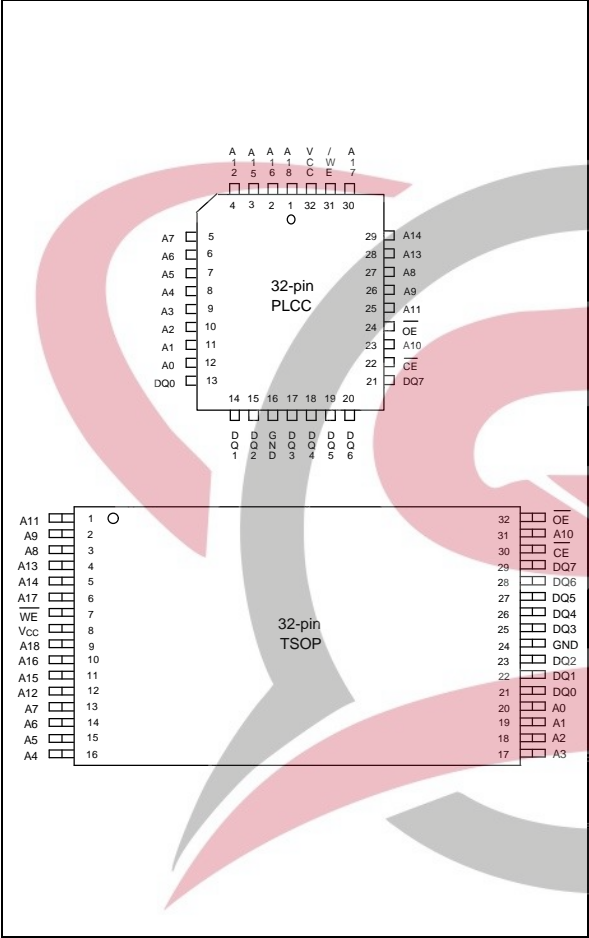 A12 A15 A16 A18 VCC /WE A17
4 3 2 1 32 31 30
A7 5 29 A14
A6 6 28 A13
A5 7 27 A8
A4 8 26 A9
A3 9 25 A11
A2 10 24 OE
A1 11 23 A10
A0 12 22 CE
DQ0 13 21 DQ7
32-pin
PLCC
14 15 16 17 18 19 20
DQ1 DQ2 GND DQ3 DQ4 DQ5 DQ6
A11 1 32 OE
A9 2 31 A10
A8 3 30 CE
A13 4 29 DQ7
A14 5 28 DQ6
A17 6 27 DQ5
WE 7 26 DQ4
VCC 8 25 DQ3
A18 9 24 GND
A16 10 23 DQ2
A15 11 22 DQ1
A12 12 21 DQ0
A7 13 20 A0
A6 14 19 A1
A5 15 18 A2
A4 16 17 A3
32-pin
TSOP